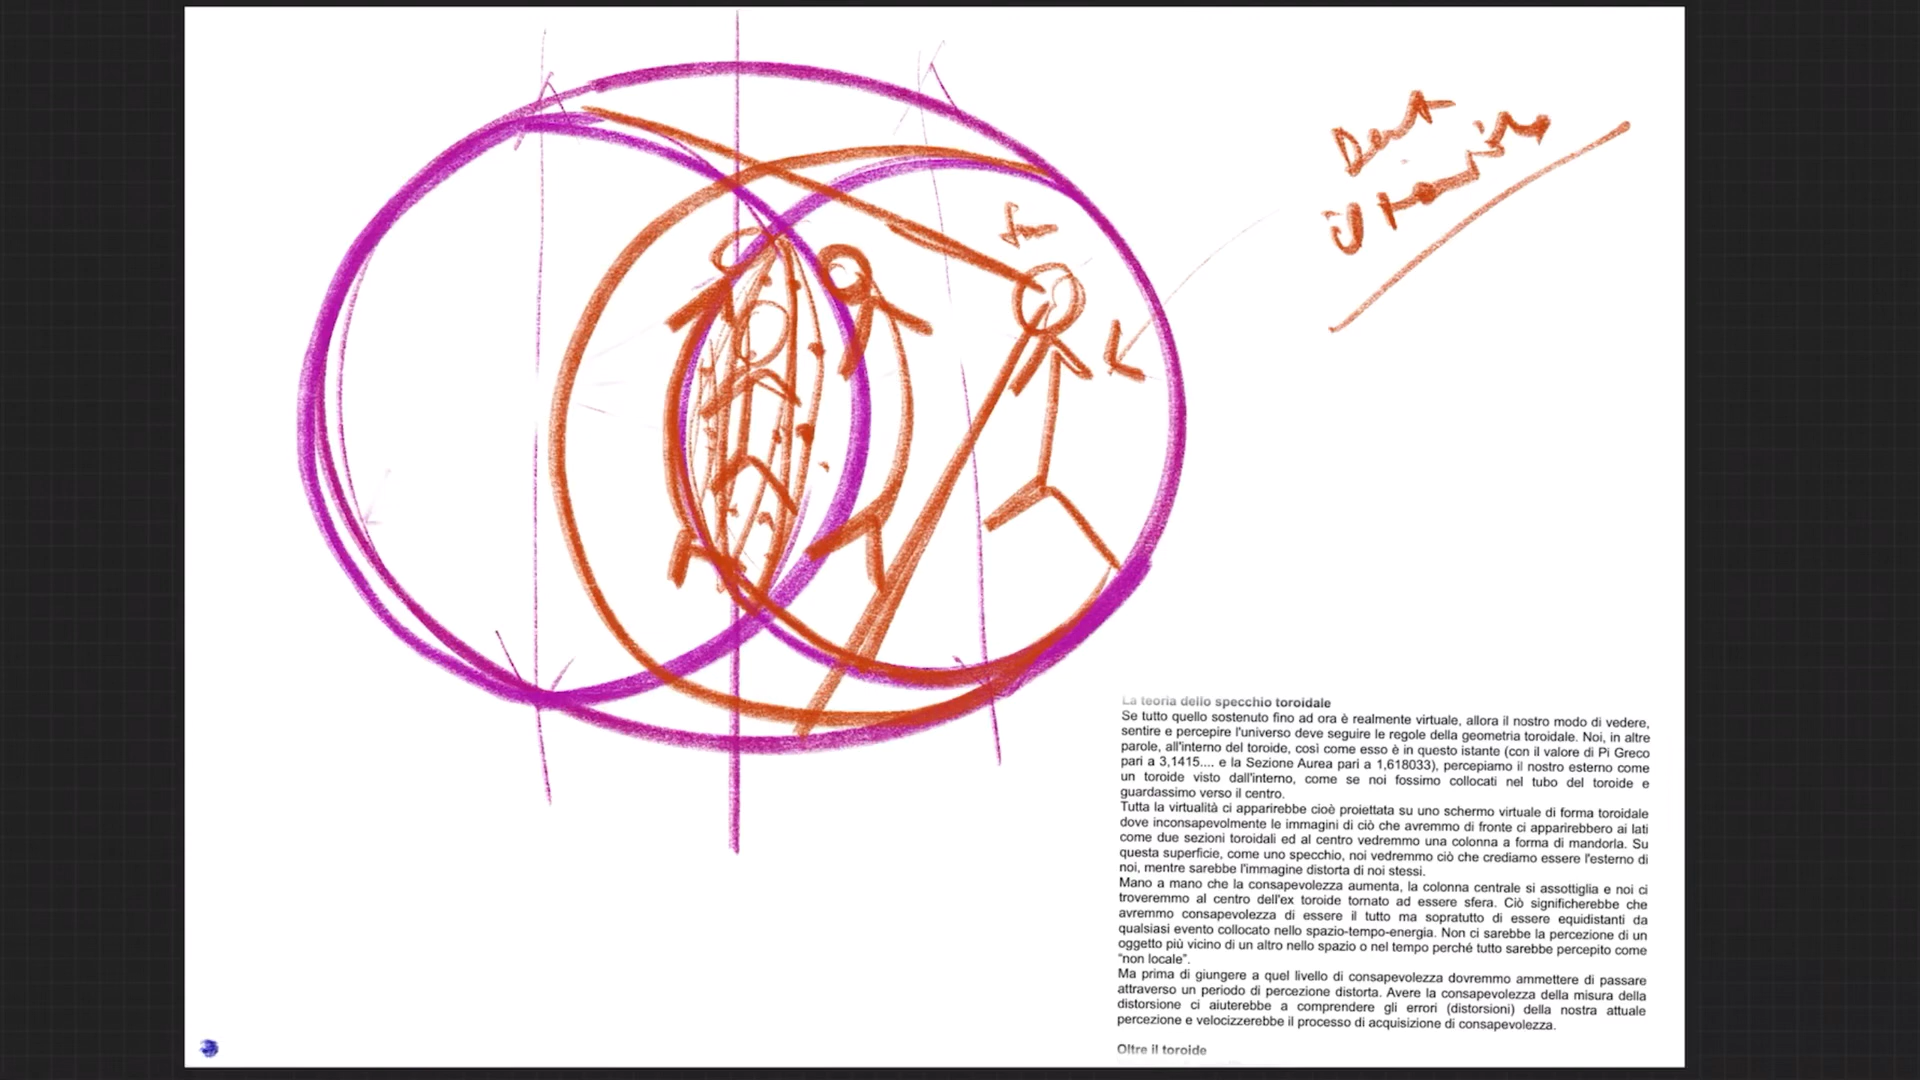 La teoria dello specchio toroidale
Se tutto quello sostenuto fino ad ora è realmente virtuale, allora il nostro modo di vedere,
sentire e percepire l'universo deve seguire le regole della geometria toroidale. Noi, in altre
parole, all'interno del toroide, così come esso è in questo istante (con il valore di Pi Greco
pari a 3,1415.... e la Sezione Aurea pari a 1,618033), percepiamo il nostro esterno come
un toroide visto dall'interno, come se noi fossimo collocati nel tubo del toroide e
guardassimo verso il centro.
Tutta la virtualità ci apparirebbe cioè proiettata su uno schermo virtuale di forma toroidale
dove inconsapevolmente le immagini di ciò che avremmo di fronte ci apparirebbero ai lati
come due sezioni toroidali ed al centro vedremmo una colonna a forma di mandorla. Su
questa superficie, come uno specchio, noi vedremmo ciò che crediamo essere l'esterno di
noi, mentre sarebbe l'immagine distorta di noi stessi.
Mano a mano che la consapevolezza aumenta, la colonna centrale si assottiglia e noi ci
troveremmo al centro dell'ex toroide tornato ad essere sfera. Ciò significherebbe che
avremmo consapevolezza di essere il tutto ma sopratutto di essere equidistanti da
qualsiasi evento collocato nello spazio-tempo-energia. Non ci sarebbe la percezione di un
oggetto più vicino di un altro nello spazio o nel tempo perché tutto sarebbe percepito come
“non locale”.
Ma prima di giungere a quel livello di consapevolezza dovremmo ammettere di passare
attraverso un periodo di percezione distorta. Avere la consapevolezza della misura della
distorsione ci aiuterebbe a comprendere gli errori (distorsioni) della nostra attuale
percezione e velocizzerebbe il processo di acquisizione di consapevolezza.
Oltre il toroide